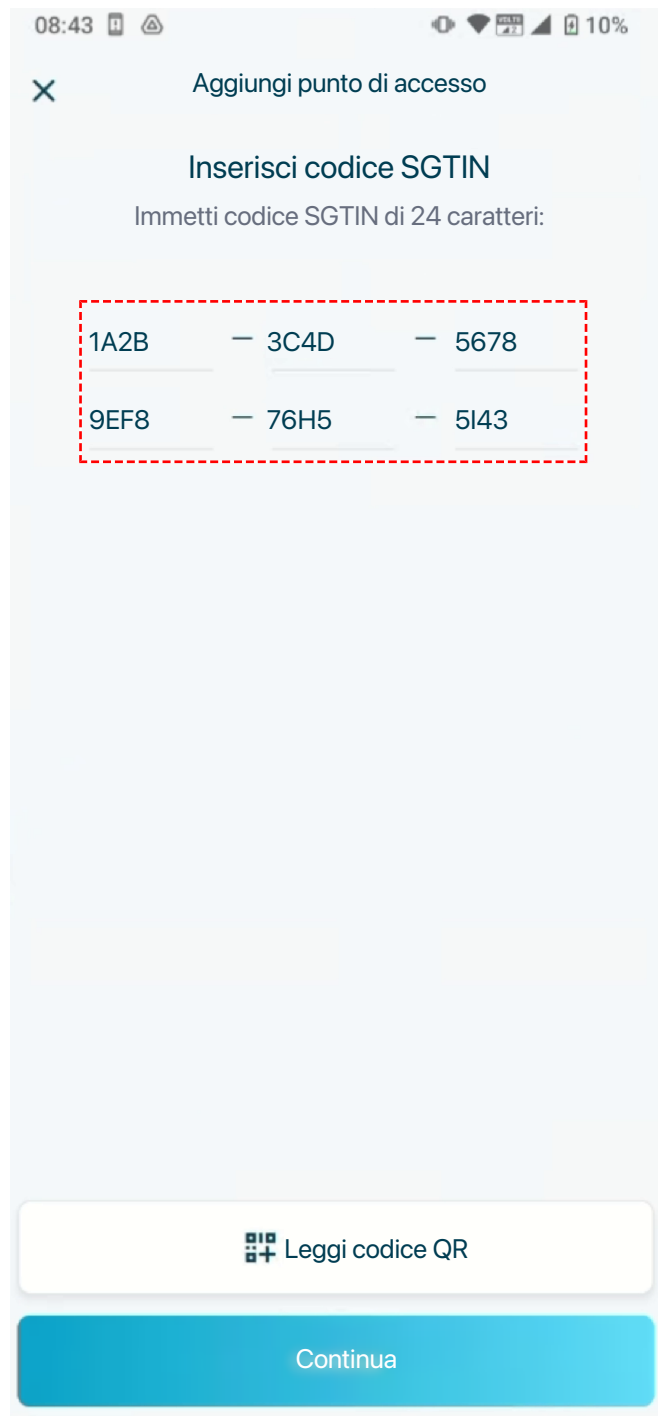 08:43 10%
Aggiungi punto di accesso
Inserisci codice SGTIN
Immetti codice SGTIN di 24 caratteri:
1A2B — 3C4D — 5678
9EF8 — 76H5 — 5I43
Leggi codice QR
Continua